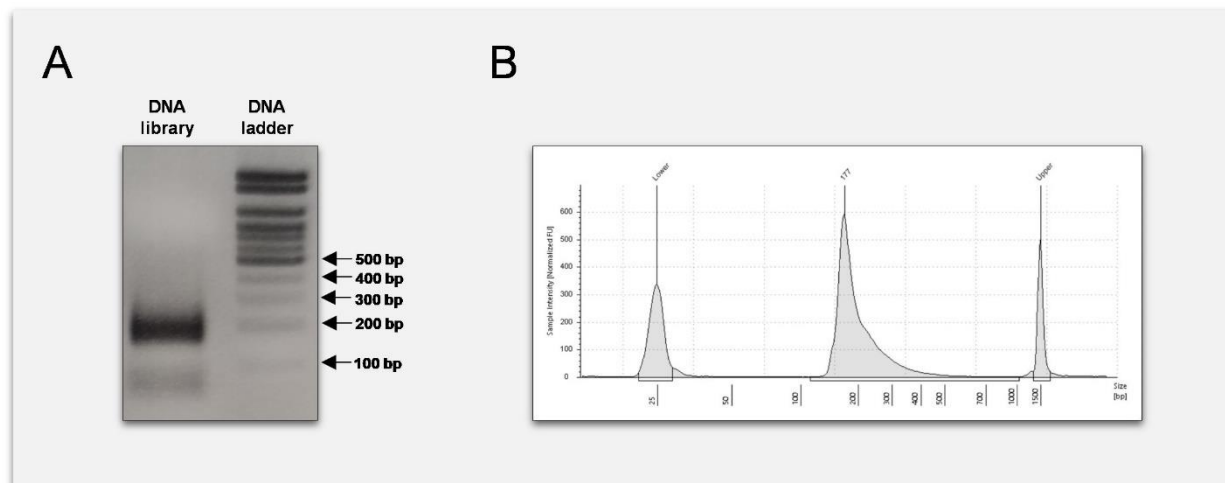 A
DNA
library
DNA
ladder
500 bp
400 bp
300 bp
200 bp
100 bp
B
Lower
177
Upper
Sample Intensity [Normalized FU]
600
500
400
300
200
100
0
25
50
100
200
300
400
500
700
1000
1500
Size
[bp]